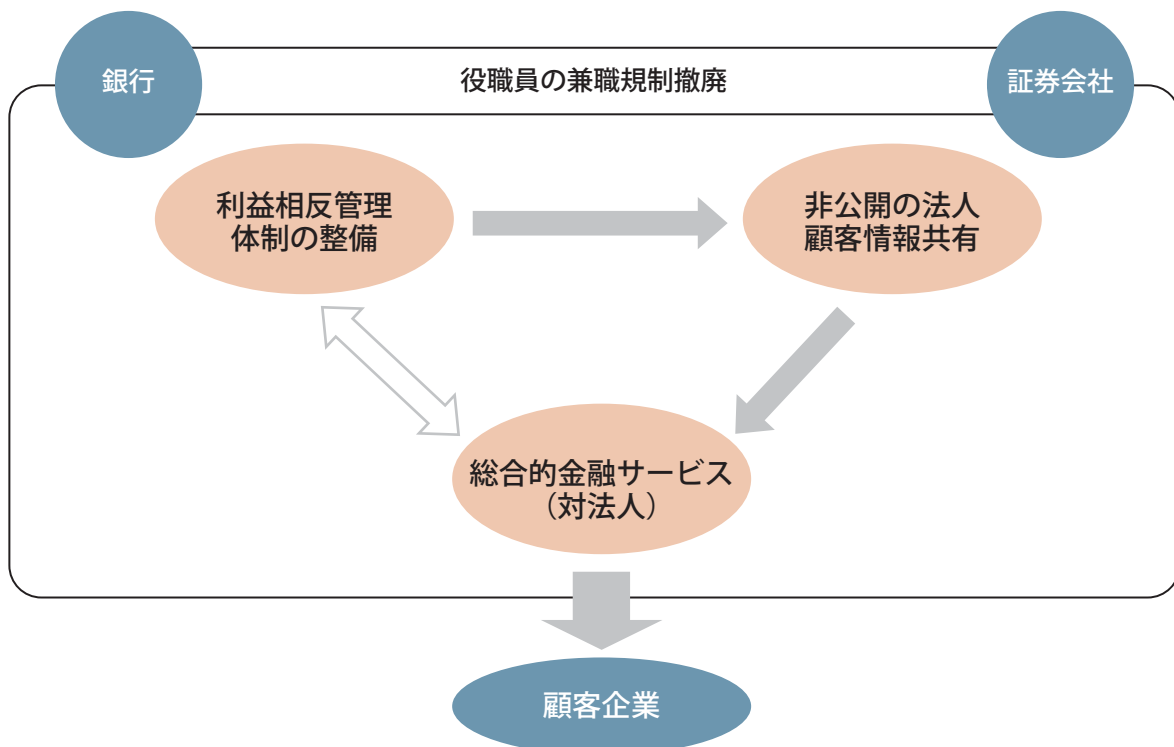 銀行
役職員の兼職規制撤廃
証券会社
利益相反管理
体制の整備
非公開の法人
顧客情報共有
総合的金融サービス
（対法人）
顧客企業